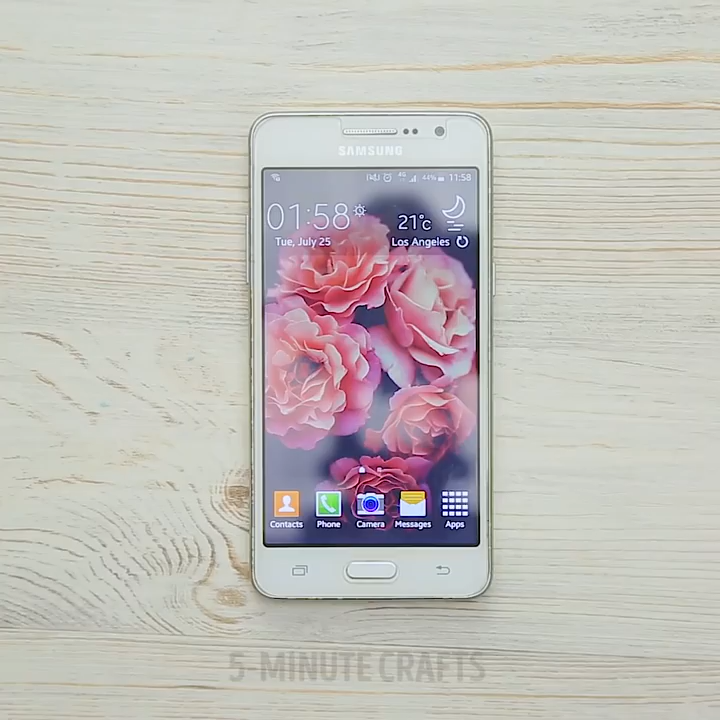 SAMSUNG
4G 44% 11:58
01:58
21°c
Tue, July 25
Los Angeles
Contacts
Phone
Camera
Messages
Apps
5-MINUTE CRAFTS